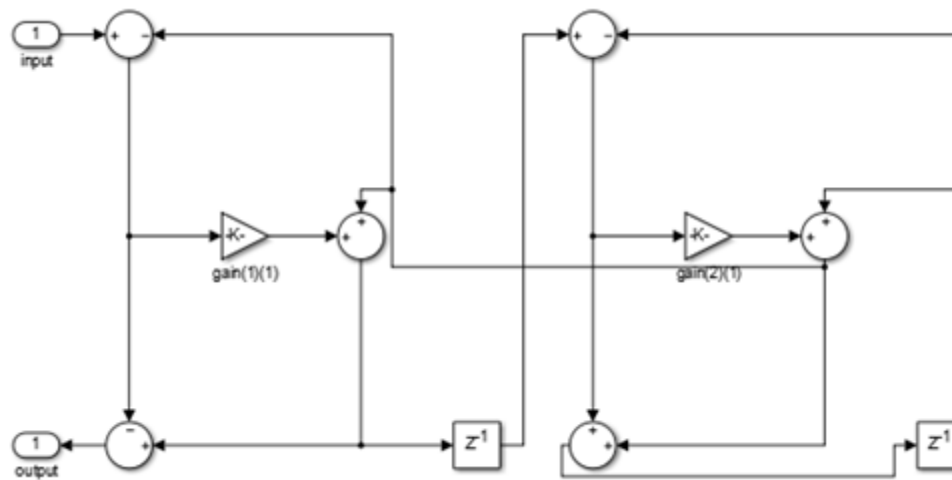 1
+
−
+
−
input
+
+
-K-
gain(1)(1)
+
+
-K-
gain(2)(1)
1
−
+
z-1
+
+
z-1
output